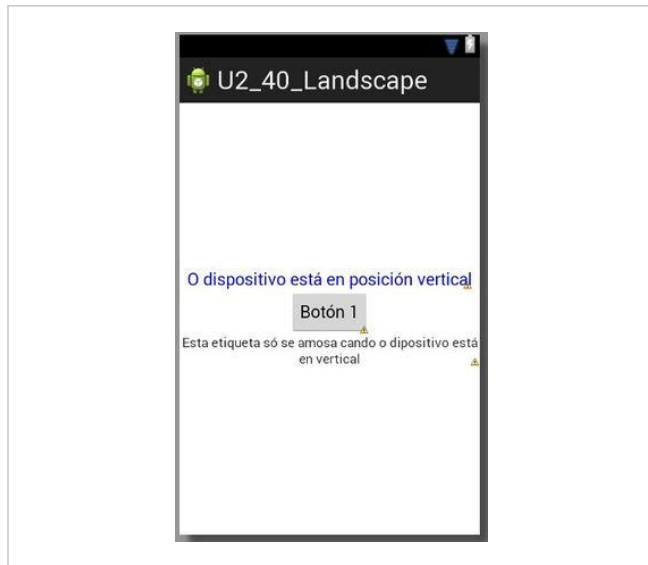 U2_40_Landscape
O dispositivo está en posición vertical
Botón 1
Esta etiqueta só se amosa cando o dipositivo está
en vertical